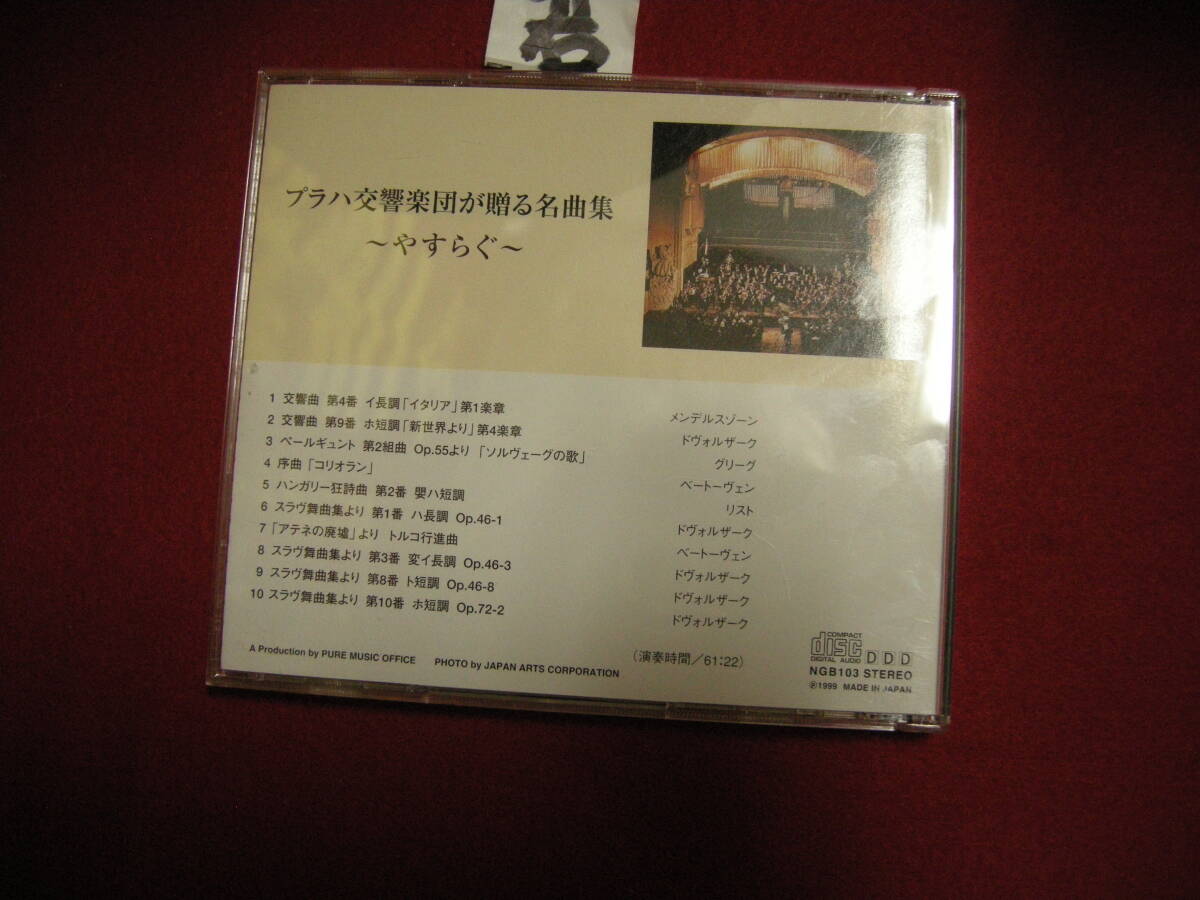 プラハ交響楽団が贈る名曲集
~やすらぐ~
1 交響曲 第4番 イ長調「イタリア」第1楽章 メンデルスゾーン
2 交響曲 第9番 ホ短調「新世界より」第4楽章 ドヴォルザーク
3 ペールギュント 第2組曲 Op.55より 「ソルヴェーグの歌」 グリーグ
4 序曲「コリオラン」 ベートーヴェン
5 ハンガリー狂詩曲 第2番 嬰ハ短調 リスト
6 スラヴ舞曲集より 第1番 ハ長調 Op.46-1 ドヴォルザーク
7 「アテネの廃墟」より トルコ行進曲 ベートーヴェン
8 スラヴ舞曲集より 第3番 変イ長調 Op.46-3 ドヴォルザーク
9 スラヴ舞曲集より 第8番 ト短調 Op.46-8 ドヴォルザーク
10 スラヴ舞曲集より 第10番 ホ短調 Op.72-2 ドヴォルザーク
A Production by PURE MUSIC OFFICE PHOTO by JAPAN ARTS CORPORATION
(演奏時間/61:22)
COMPACT
disc
DIGITAL AUDIO
DDD
NGB103 STEREO
℗1999 MADE IN JAPAN